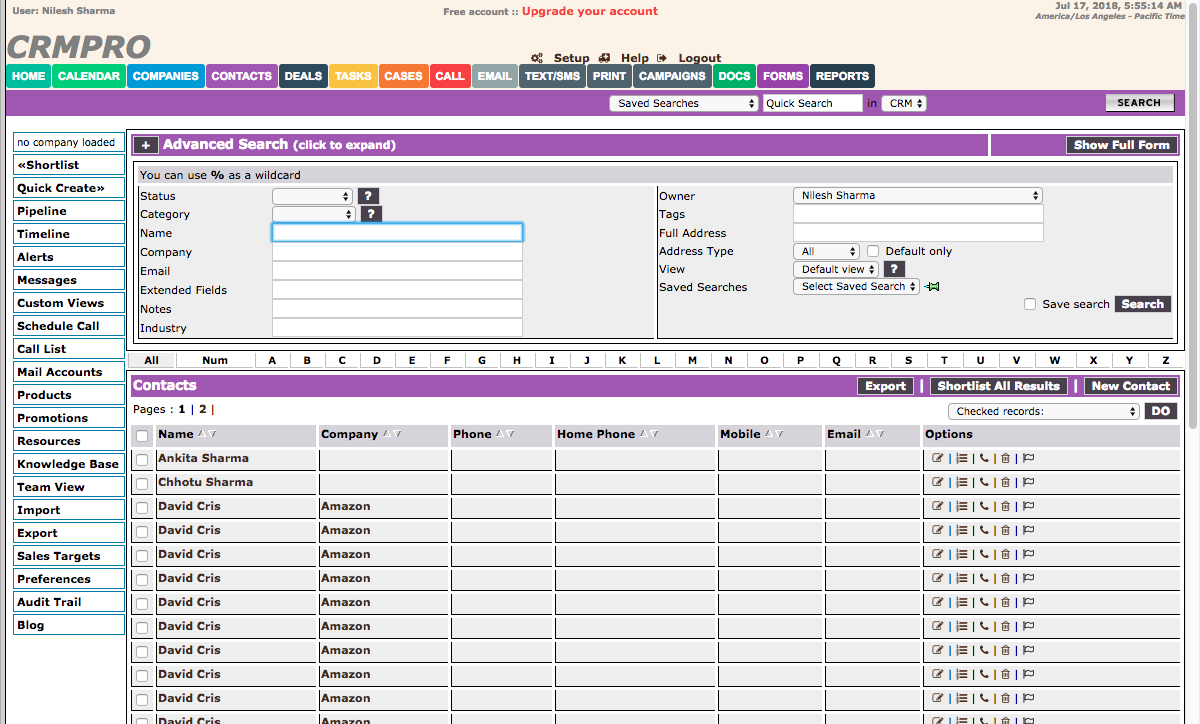 User: Nilesh Sharma
Free account :: Upgrade your account
Jul 17, 2018, 5:55:14 AM
America/Los Angeles - Pacific Time
CRMPRO
Setup Help Logout
HOME CALENDAR COMPANIES CONTACTS DEALS TASKS CASES CALL EMAIL TEXT/SMS PRINT CAMPAIGNS DOCS FORMS REPORTS
Saved Searches Quick Search in CRM SEARCH
no company loaded
«Shortlist
Quick Create»
Pipeline
Timeline
Alerts
Messages
Custom Views
Schedule Call
Call List
Mail Accounts
Products
Promotions
Resources
Knowledge Base
Team View
Import
Export
Sales Targets
Preferences
Audit Trail
Blog
+ Advanced Search (click to expand) Show Full Form
You can use % as a wildcard
Status ?
Category ?
Name
Company
Email
Extended Fields
Notes
Industry
Owner Nilesh Sharma
Tags
Full Address
Address Type All Default only
View Default view ?
Saved Searches Select Saved Search
Save search Search
All Num A B C D E F G H I J K L M N O P Q R S T U V W X Y Z
Contacts Export | Shortlist All Results | New Contact
Pages : 1 | 2 |
Checked records: DO
Name Company Phone Home Phone Mobile Email Options
Ankita Sharma
Chhotu Sharma
David Cris Amazon
David Cris Amazon
David Cris Amazon
David Cris Amazon
David Cris Amazon
David Cris Amazon
David Cris Amazon
David Cris Amazon
David Cris Amazon
David Cris Amazon